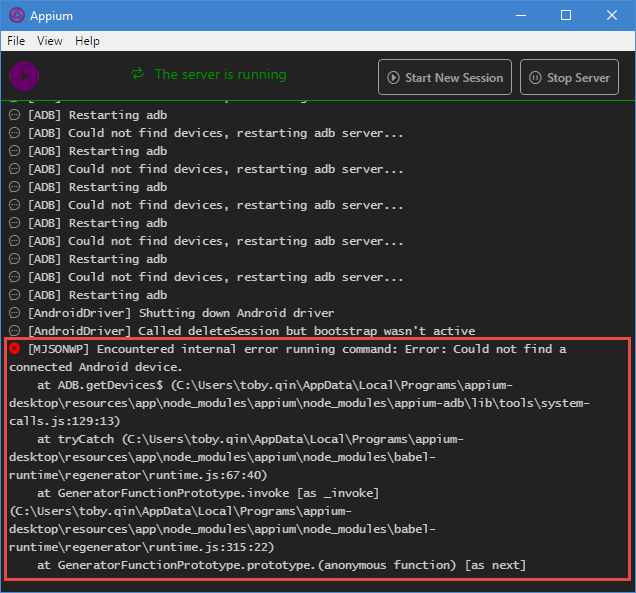 Appium
File View Help
The server is running
Start New Session
Stop Server
[ADB] Restarting adb
[ADB] Could not find devices, restarting adb server...
[ADB] Restarting adb
[ADB] Could not find devices, restarting adb server...
[ADB] Restarting adb
[ADB] Could not find devices, restarting adb server...
[ADB] Restarting adb
[ADB] Could not find devices, restarting adb server...
[ADB] Restarting adb
[ADB] Could not find devices, restarting adb server...
[ADB] Restarting adb
[AndroidDriver] Shutting down Android driver
[AndroidDriver] Called deleteSession but bootstrap wasn't active
[MJSONWP] Encountered internal error running command: Error: Could not find a
connected Android device.
at ADB.getDevices$ (C:\Users\toby.qin\AppData\Local\Programs\appium-
desktop\resources\app\node_modules\appium\node_modules\appium-adb\lib\tools\system-
calls.js:129:13)
at tryCatch (C:\Users\toby.qin\AppData\Local\Programs\appium-
desktop\resources\app\node_modules\appium\node_modules\babel-
runtime\regenerator\runtime.js:67:40)
at GeneratorFunctionPrototype.invoke [as _invoke]
(C:\Users\toby.qin\AppData\Local\Programs\appium-
desktop\resources\app\node_modules\appium\node_modules\babel-
runtime\regenerator\runtime.js:315:22)
at GeneratorFunctionPrototype.prototype.(anonymous function) [as next]